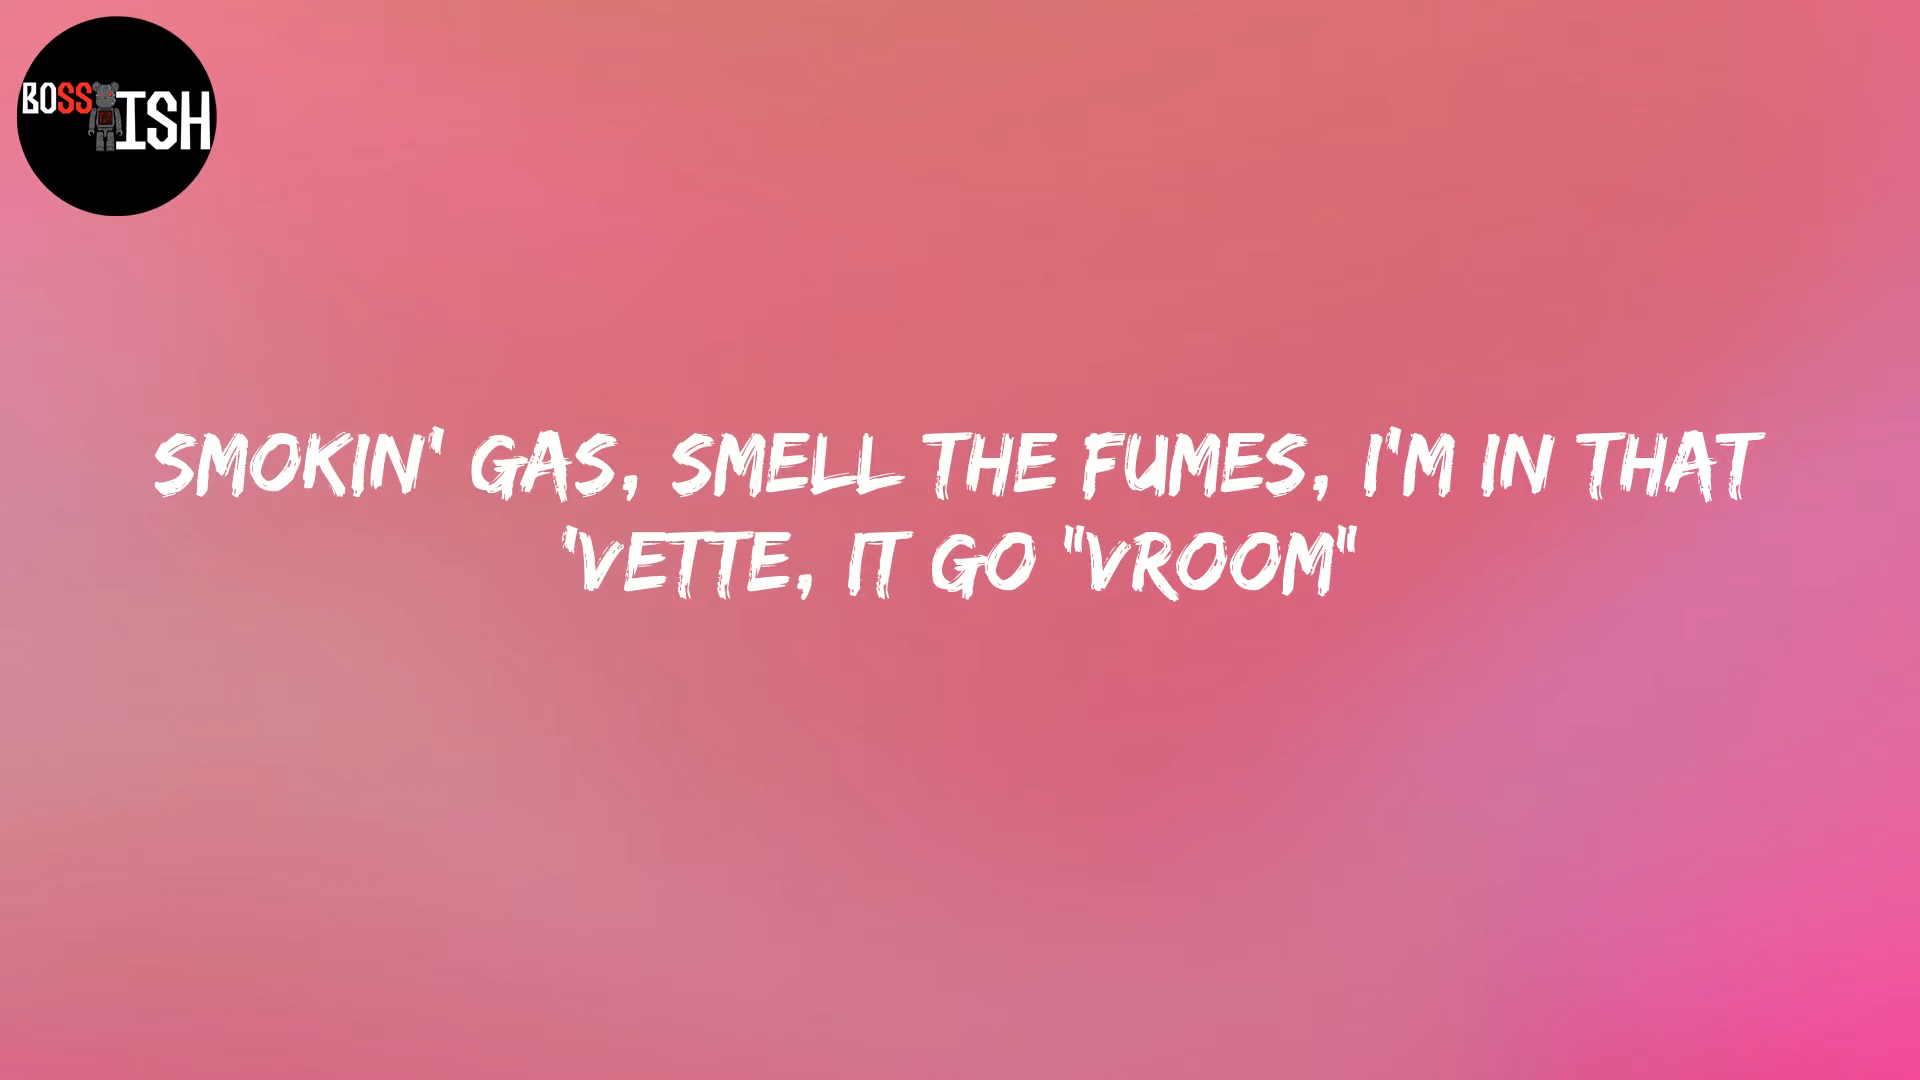 BOSS ISH
SMOKIN' GAS, SMELL THE FUMES, I'M IN THAT
'VETTE, IT GO "VROOM"